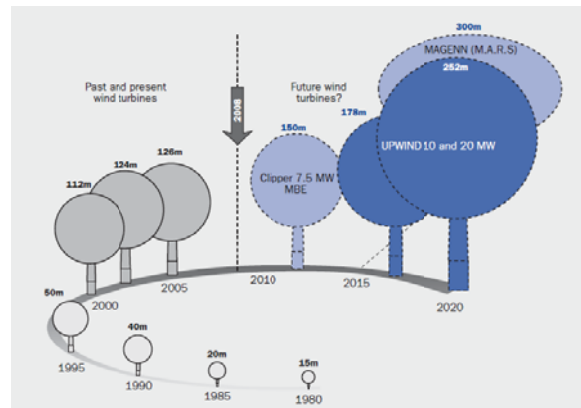 300m
MAGENN (M.A.R.S)
252m
Past and present
wind turbines
2008
Future wind
turbines?
178m
150m
UPWIND10 and 20 MW
126m
124m
112m
Clipper 7.5 MW
MBE
2000
2005
2010
2015
2020
50m
40m
20m
15m
1995
1990
1985
1980